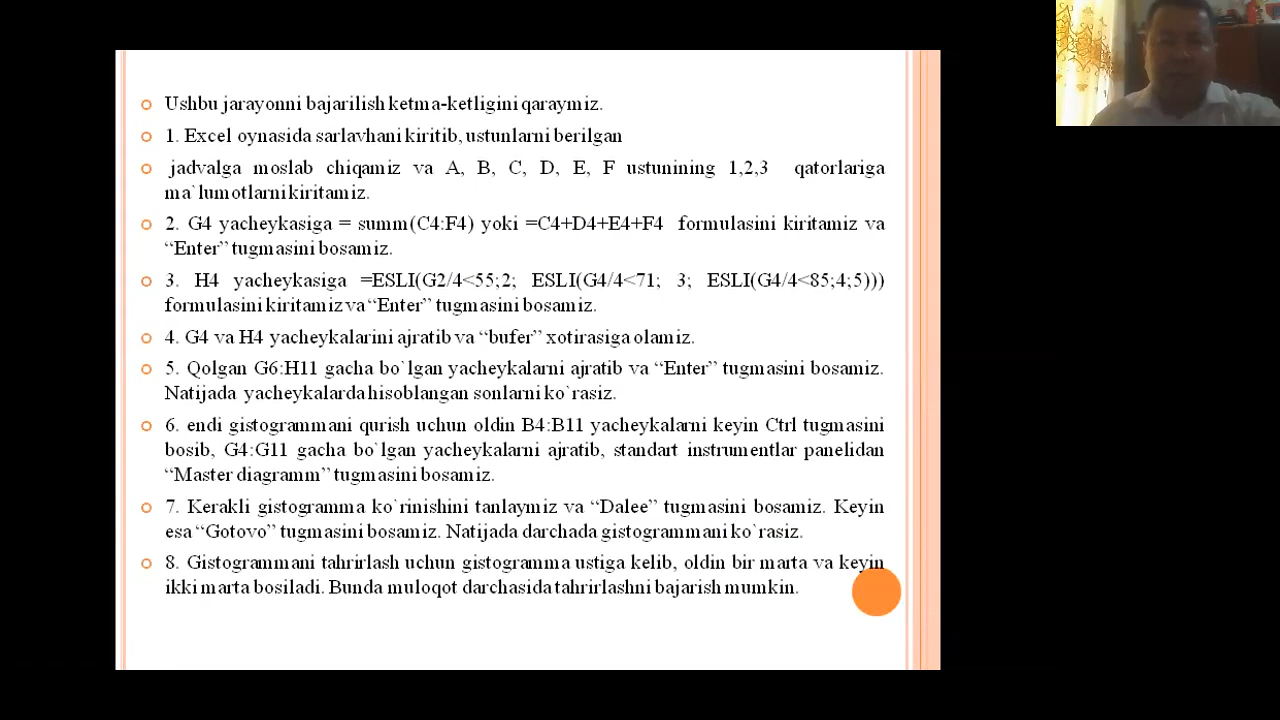 Ushbu jarayonni bajarilish ketma-ketligini qaraymiz.
1. Excel oynasida sarlavhani kiritib, ustunlarni berilgan
jadvalga moslab chiqamiz va A, B, C, D, E, F ustunining 1,2,3 qatorlariga
ma`lumotlarni kiritamiz.
2. G4 yacheykasiga = summ(C4:F4) yoki =C4+D4+E4+F4 formulasini kiritamiz va
“Enter” tugmasini bosamiz.
3. H4 yacheykasiga =ESLI(G2/4<55;2; ESLI(G4/4<71; 3; ESLI(G4/4<85;4;5)))
formulasini kiritamiz va “Enter” tugmasini bosamiz.
4. G4 va H4 yacheykalarini ajratib va “bufer” xotirasiga olamiz.
5. Qolgan G6:H11 gacha bo`lgan yacheykalarni ajratib va “Enter” tugmasini bosamiz.
Natijada yacheykalarda hisoblangan sonlarni ko`rasiz.
6. endi gistogrammani qurish uchun oldin B4:B11 yacheykalarni keyin Ctrl tugmasini
bosib, G4:G11 gacha bo`lgan yacheykalarni ajratib, standart instrumentlar panelidan
“Master diagramm” tugmasini bosamiz.
7. Kerakli gistogramma ko`rinishini tanlaymiz va “Dalee” tugmasini bosamiz. Keyin
esa “Gotovo” tugmasini bosamiz. Natijada darchada gistogrammani ko`rasiz.
8. Gistogrammani tahrirlash uchun gistogramma ustiga kelib, oldin bir marta va keyin
ikki marta bosiladi. Bunda muloqot darchasida tahrirlashni bajarish mumkin.